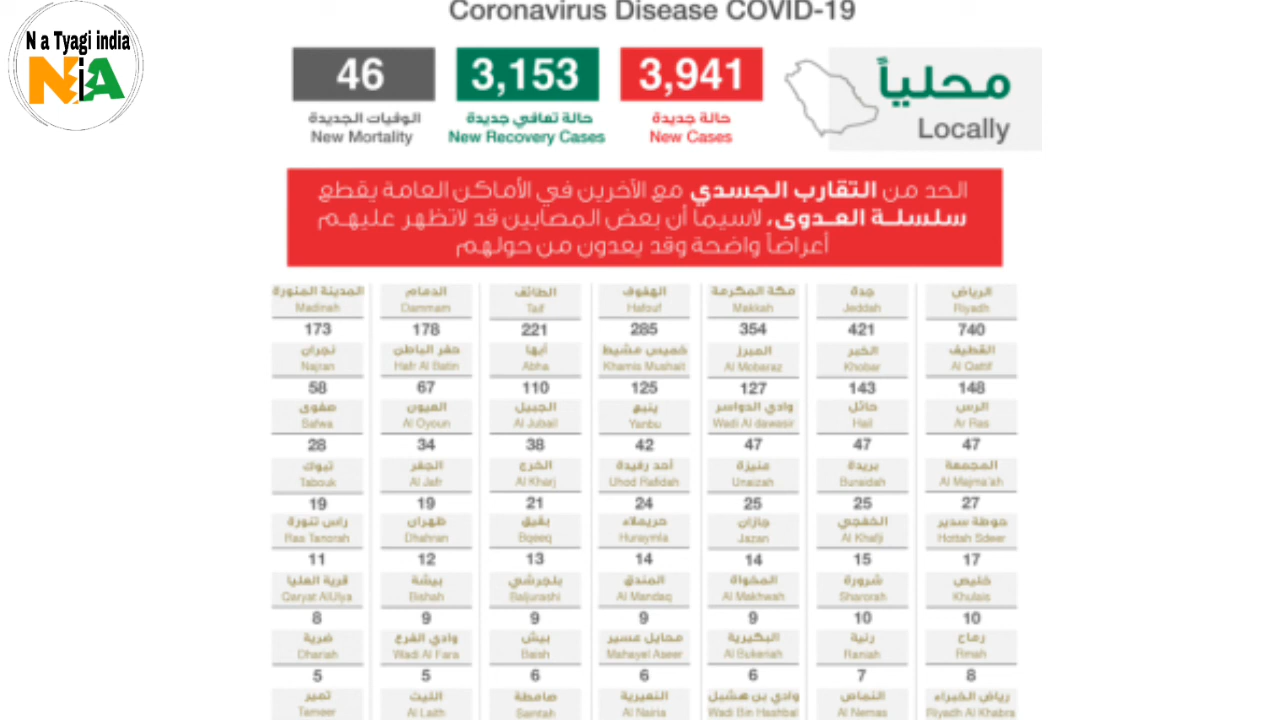 Coronavirus Disease COVID-19
N a Tyagi india
NiA
46
3,153
3,941
محلياً
الوفيات الجديدة
حالة تعافي جديدة
حالة جديدة
Locally
New Mortality
New Recovery Cases
New Cases
الحد من التقارب الجسدي مع الآخرين في الأماكن العامة يقطع
سلسلة العدوى، لاسيما أن بعض المصابين قد لاتظهر عليهم
أعراضاً واضحة وقد يعدون من حولهم
المدينة المنورة الدمام الطائف الهفوف مكة المكرمة جدة الرياض
Madinah Dammam Taif Hafouf Makkah Jeddah Riyadh
173 178 221 285 354 421 740
نجران حفر الباطن أبها خميس مشيط المبرز الخبر القطيف
Najran Hafr Al Batin Abha Khamis Mushait Al Mobaraz Khobar Al Qattif
58 67 110 125 127 143 148
صفوى العيون الجبيل ينبع وادي الدواسر حائل الرس
Safwa Al Oyoun Al Jubail Yanbu Wadi Al dawasir Hail Ar Ras
28 34 38 42 47 47 47
تبوك الجفر الخرج أحد رفيدة عنيزة بريدة المجمعة
Tabouk Al Jafr Al Kharj Uhod Rafidah Unaizah Buraidah Al Majma'ah
19 19 21 24 25 25 27
راس تنورة ظهران بقيق حريملاء جازان الخفجي حوطة سدير
Ras Tanorah Dhahran Bqeeq Huraymla Jazan Al Khafji Hottah Sdeer
11 12 13 14 14 15 17
قرية العليا بيشة بلجرشي المندق المخواة شرورة خليص
Qaryat AlUlya Bishah Baljurashi Al Mandaq Al Makhwah Sharorah Khulais
8 9 9 9 9 10 10
ضرية وادي الفرع بيش محايل عسير البكيرية رنية رماح
Dhariah Wadi Al Fara Baish Mahayel Aseer Al Bukeriah Raniah Rmah
5 5 6 6 6 7 8
تمير الليث صامطة النعيرية وادي بن هشبل النماص رياض الخبراء
Tameer Al Laith Samtah Al Nairia Wadi Bin Hashbal Al Nemas Riyadh Al Khabra